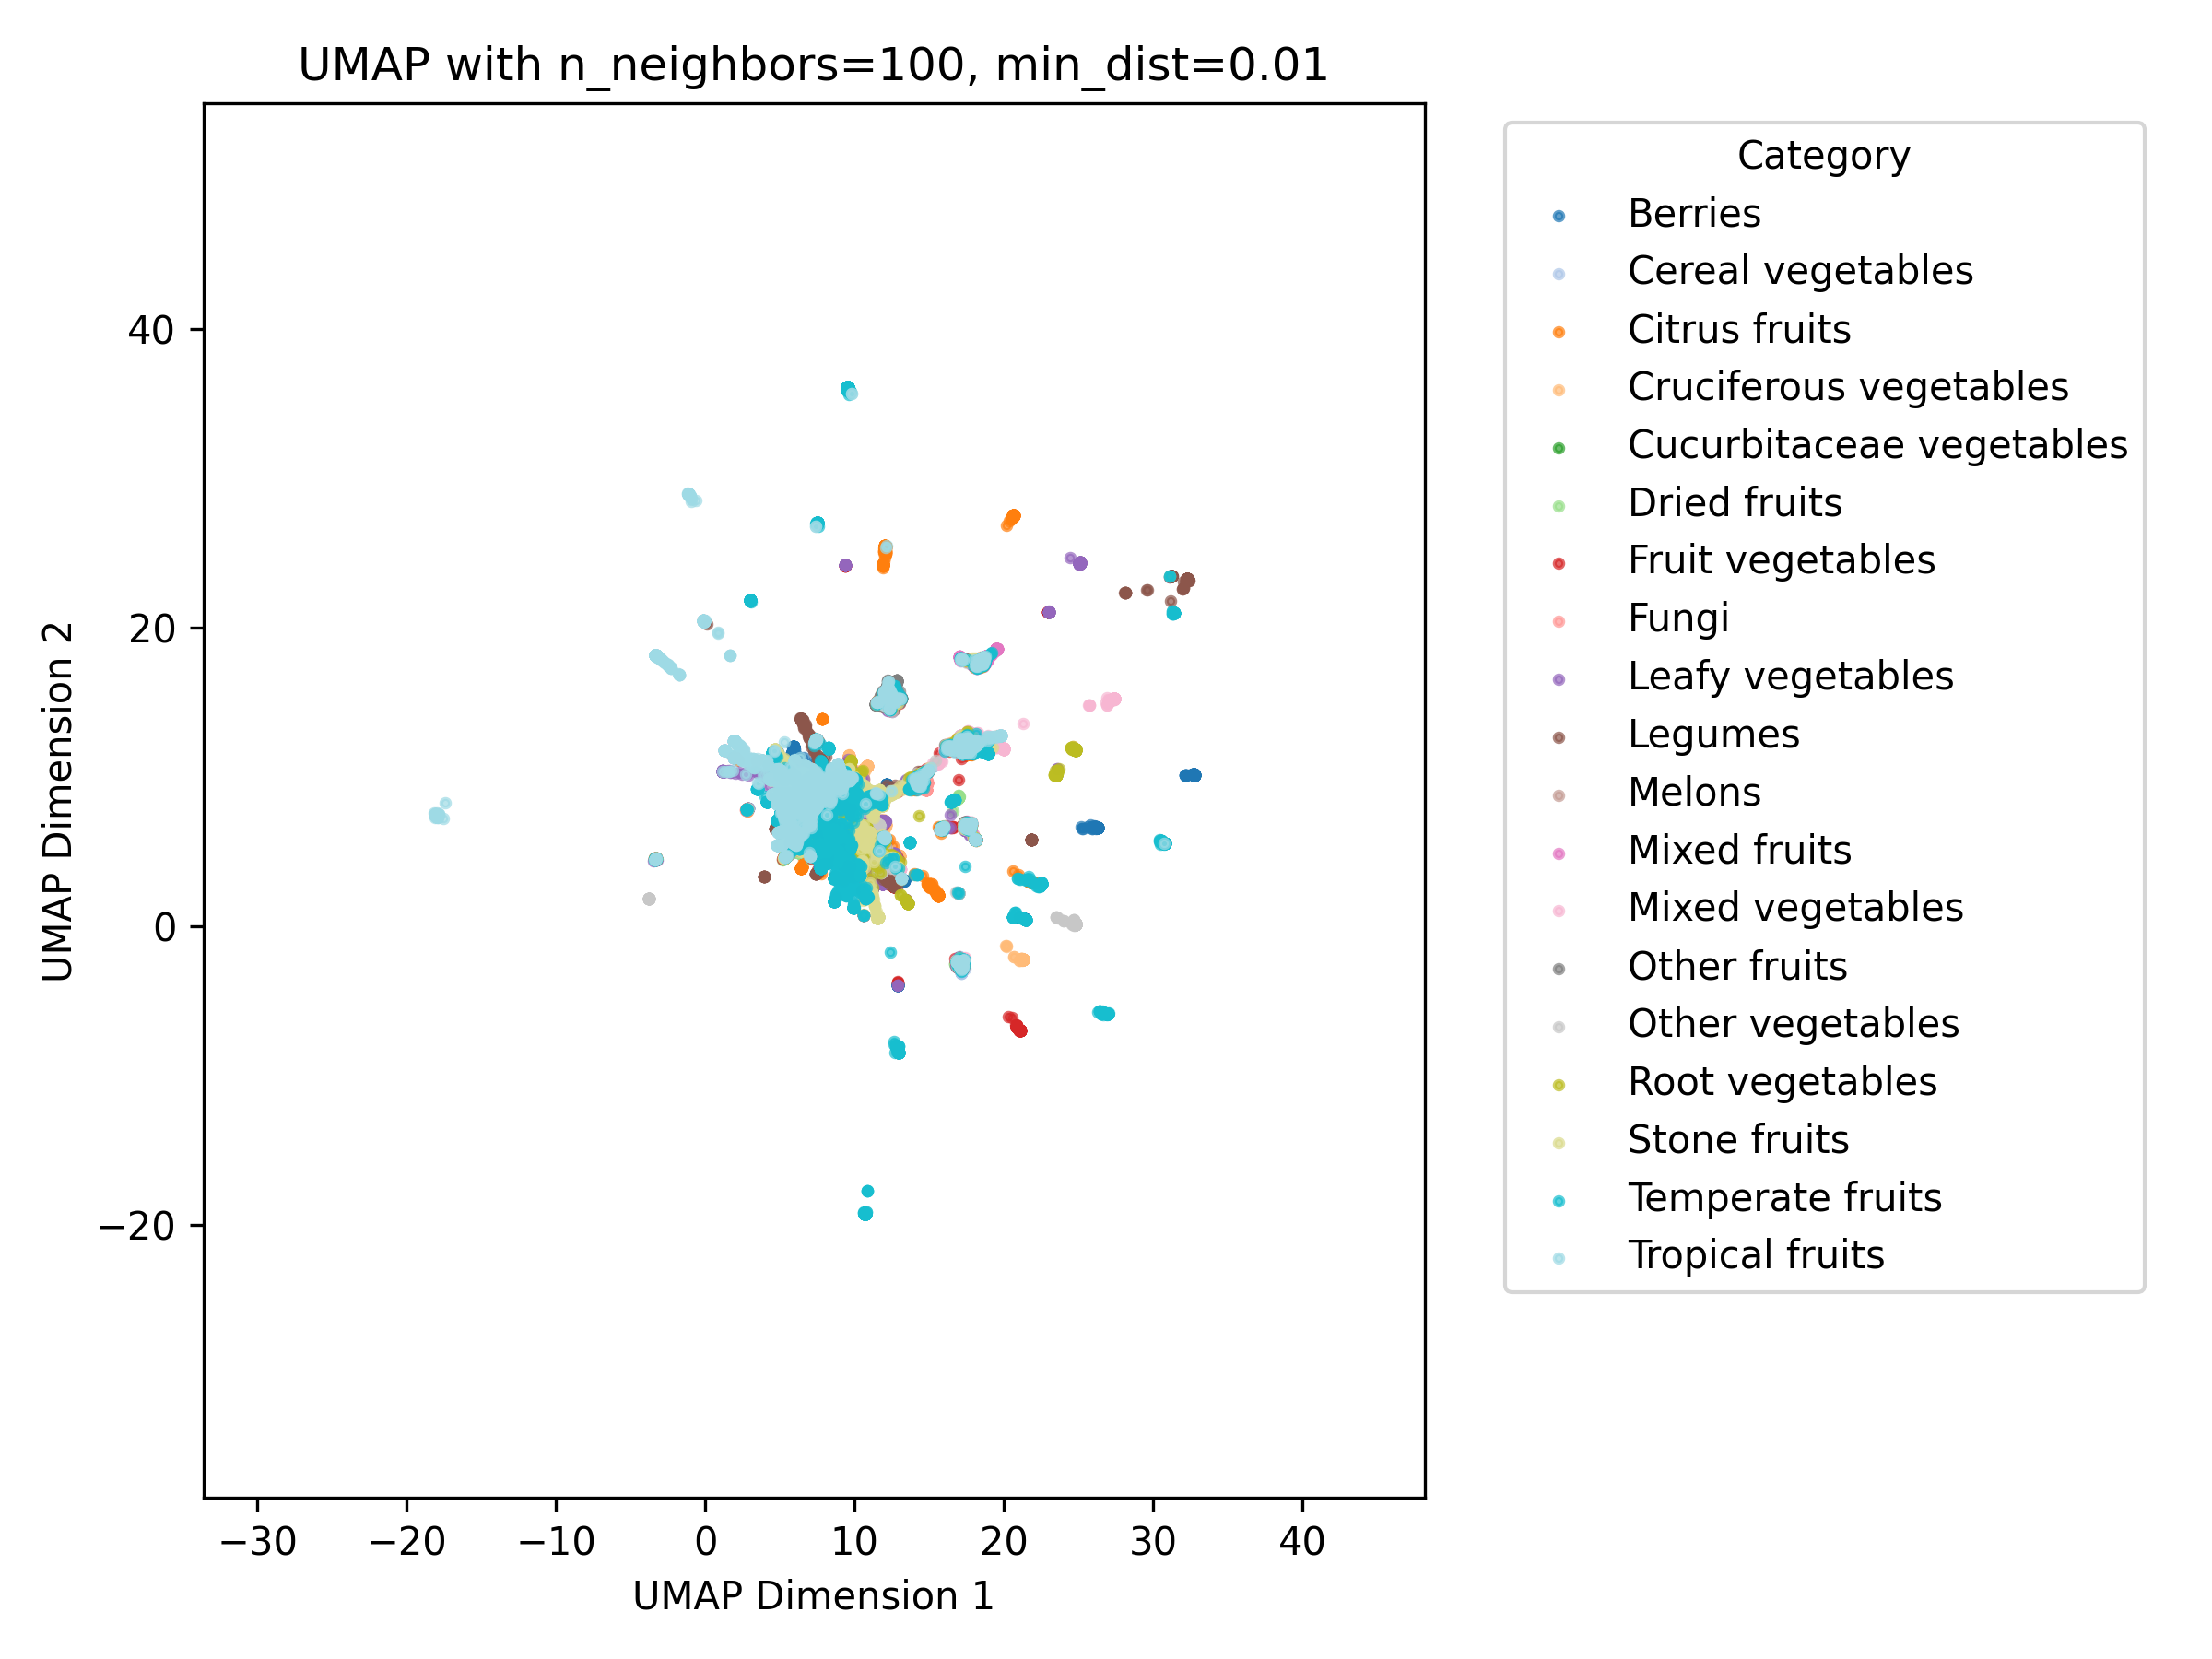 UMAP with n_neighbors=100, min_dist=0.01
UMAP Dimension 2
40
20
0
−20
−30
−20
−10
0
10
20
30
40
UMAP Dimension 1
Category
Berries
Cereal vegetables
Citrus fruits
Cruciferous vegetables
Cucurbitaceae vegetables
Dried fruits
Fruit vegetables
Fungi
Leafy vegetables
Legumes
Melons
Mixed fruits
Mixed vegetables
Other fruits
Other vegetables
Root vegetables
Stone fruits
Temperate fruits
Tropical fruits